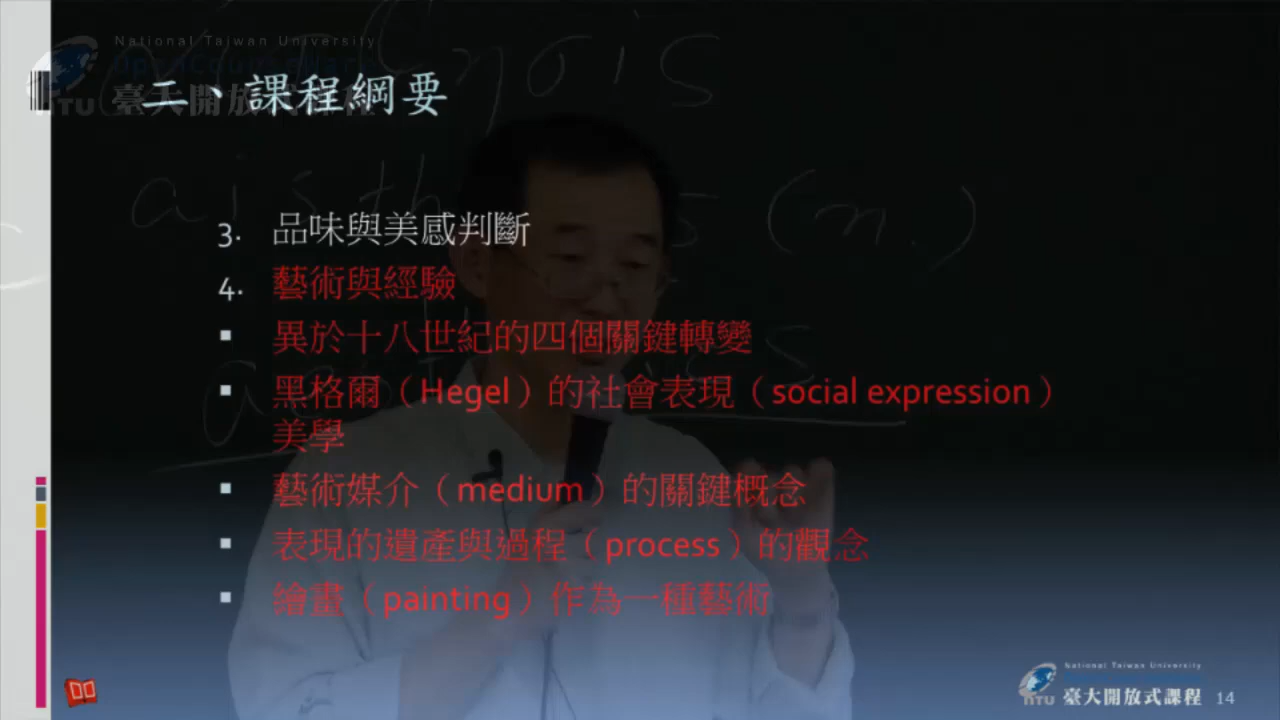 National Taiwan University
OpenCourseWare
NTU 臺大開放式課程
二、課程綱要
aisth
s (n.)
3. 品味與美感判斷
4. 藝術與經驗
▪ 異於十八世紀的四個關鍵轉變
▪ 黑格爾（Hegel）的社會表現（social expression）
美學
▪ 藝術媒介（medium）的關鍵概念
▪ 表現的遺產與過程（process）的觀念
▪ 繪畫（painting）作為一種藝術
National Taiwan University
NTU 臺大開放式課程 14